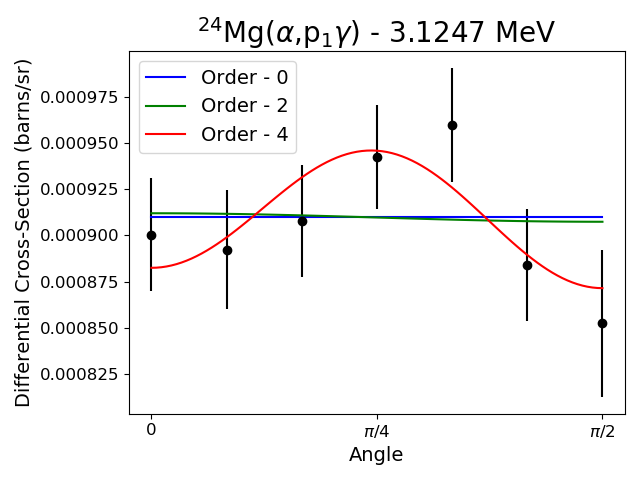 ²⁴Mg(α,p₁γ) - 3.1247 MeV
Order - 0
Order - 2
Order - 4
Differential Cross-Section (barns/sr)
0.000975
0.000950
0.000925
0.000900
0.000875
0.000850
0.000825
0
π/4
π/2
Angle